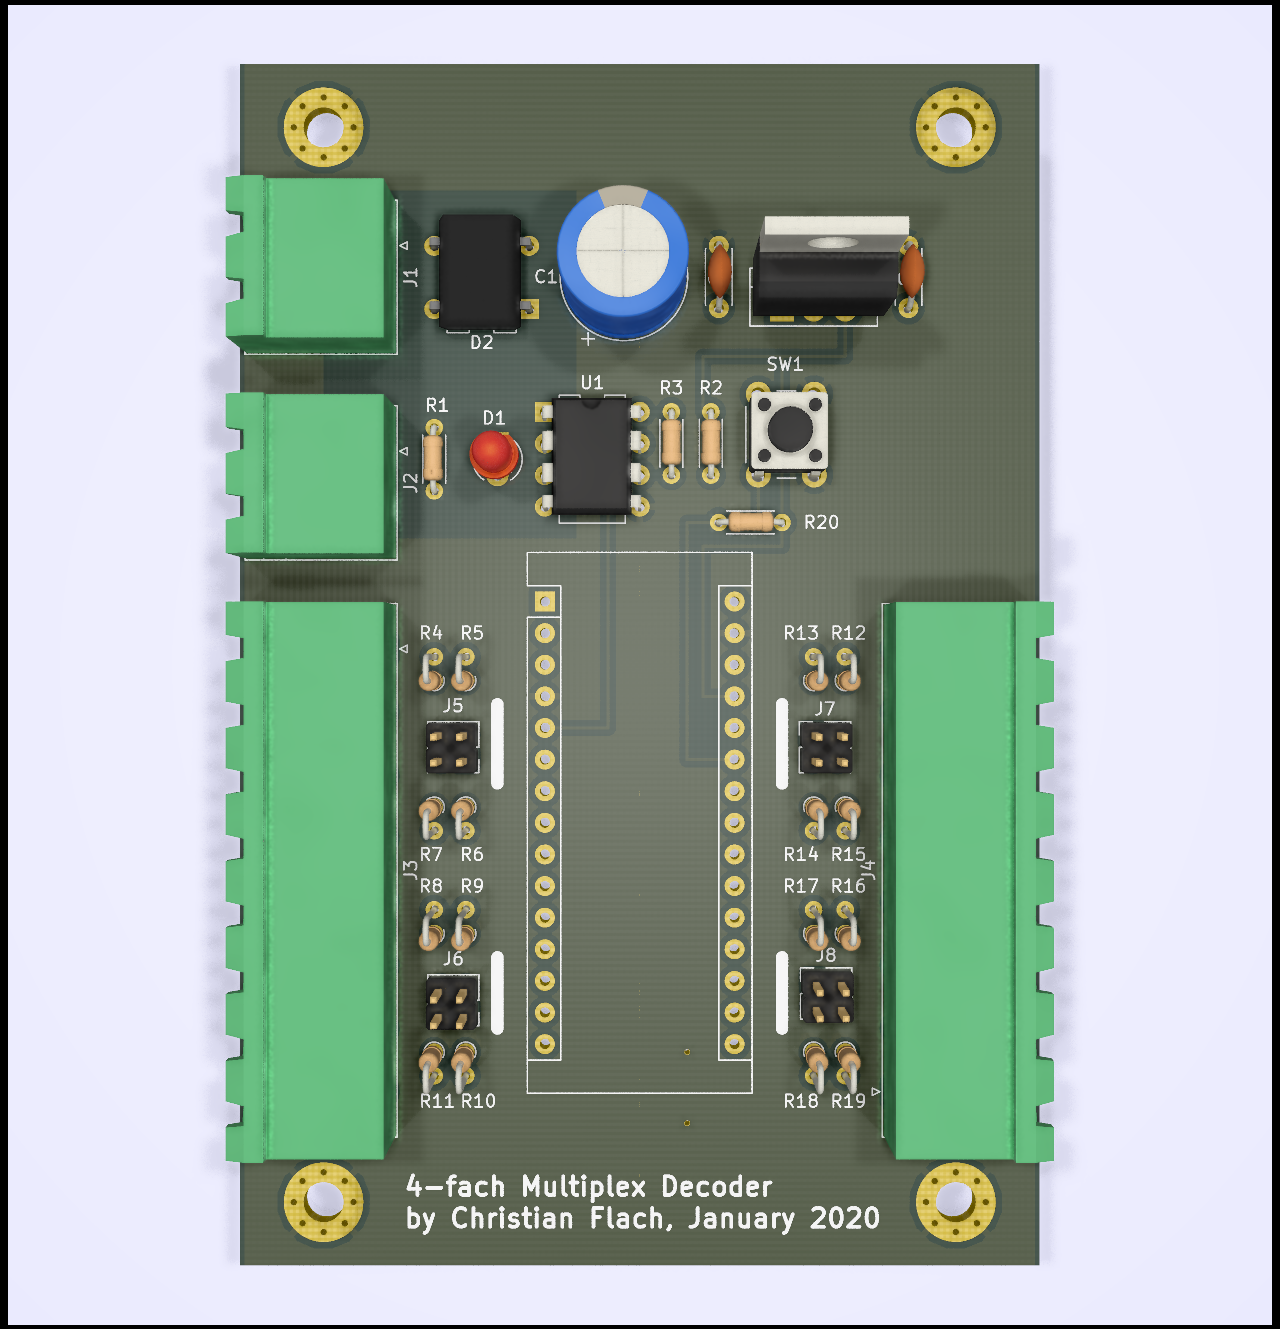 J1
D2
C1
+
SW1
U1
R3
R2
R1
D1
J2
R20
R4
R5
R13
R12
J5
J7
R7
R6
R14
R15
J3
J4
R8
R9
R17
R16
J6
J8
R11
R10
R18
R19
4-fach Multiplex Decoder
by Christian Flach, January 2020